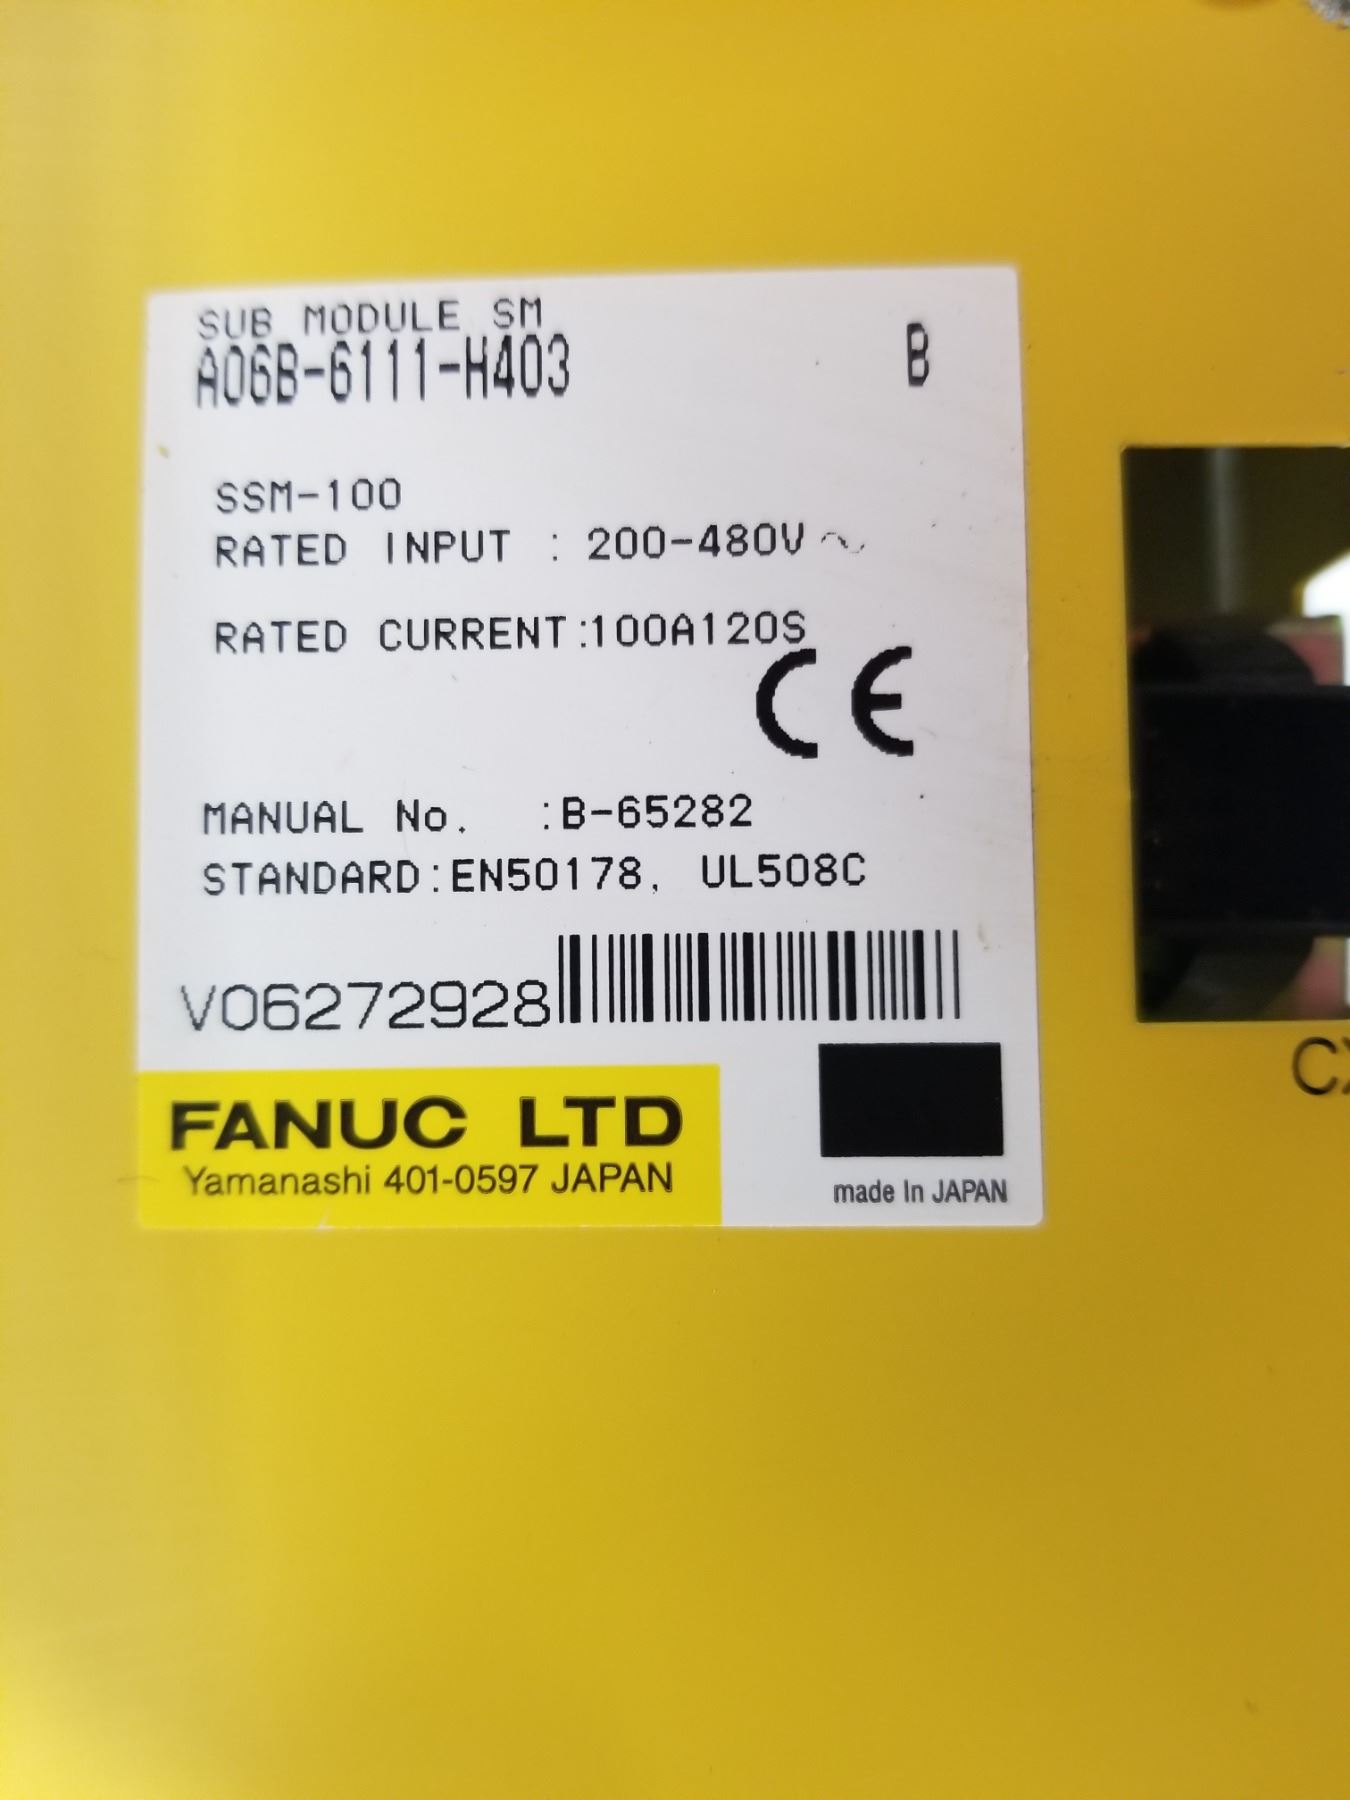 SUB MODULE SM
A06B-6111-H403 B
SSM-100
RATED INPUT : 200-480V ~
RATED CURRENT:100A120S
CE
MANUAL No. :B-65282
STANDARD:EN50178, UL508C
V06272928
FANUC LTD
Yamanashi 401-0597 JAPAN
made In JAPAN